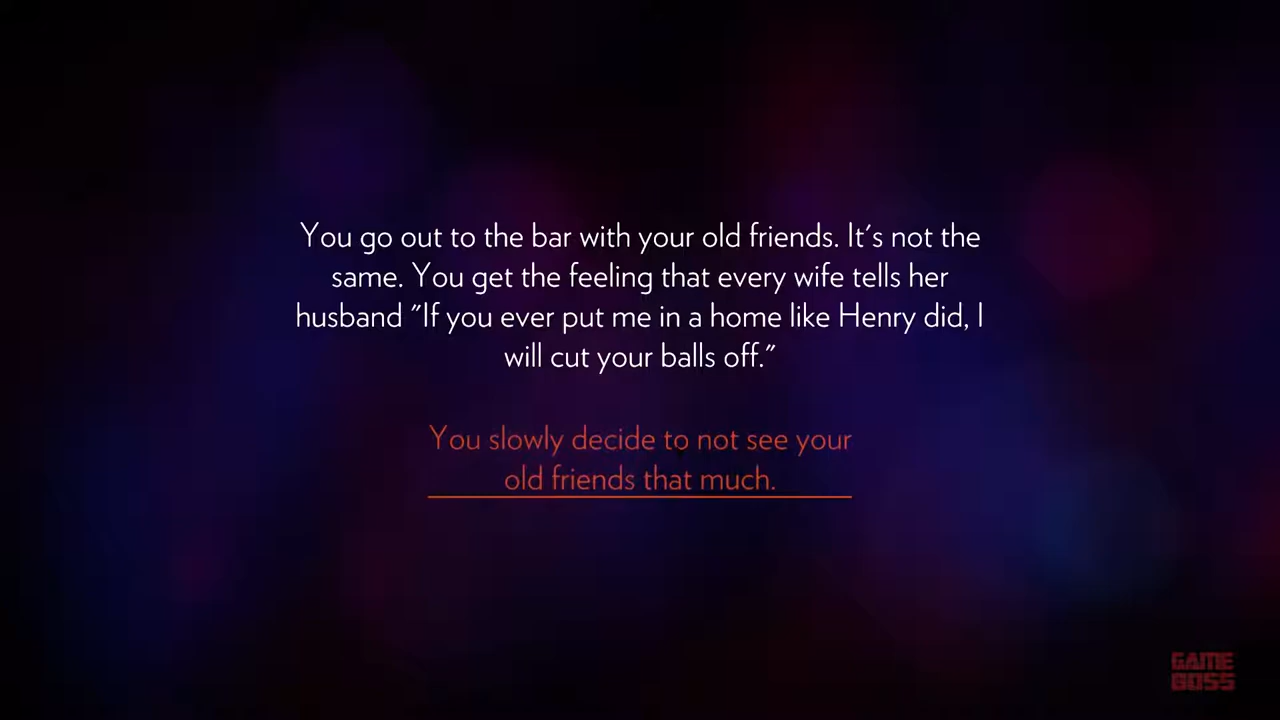 You go out to the bar with your old friends. It's not the
same. You get the feeling that every wife tells her
husband "If you ever put me in a home like Henry did, I
will cut your balls off."
You slowly decide to not see your
old friends that much.
GAME
BOSS